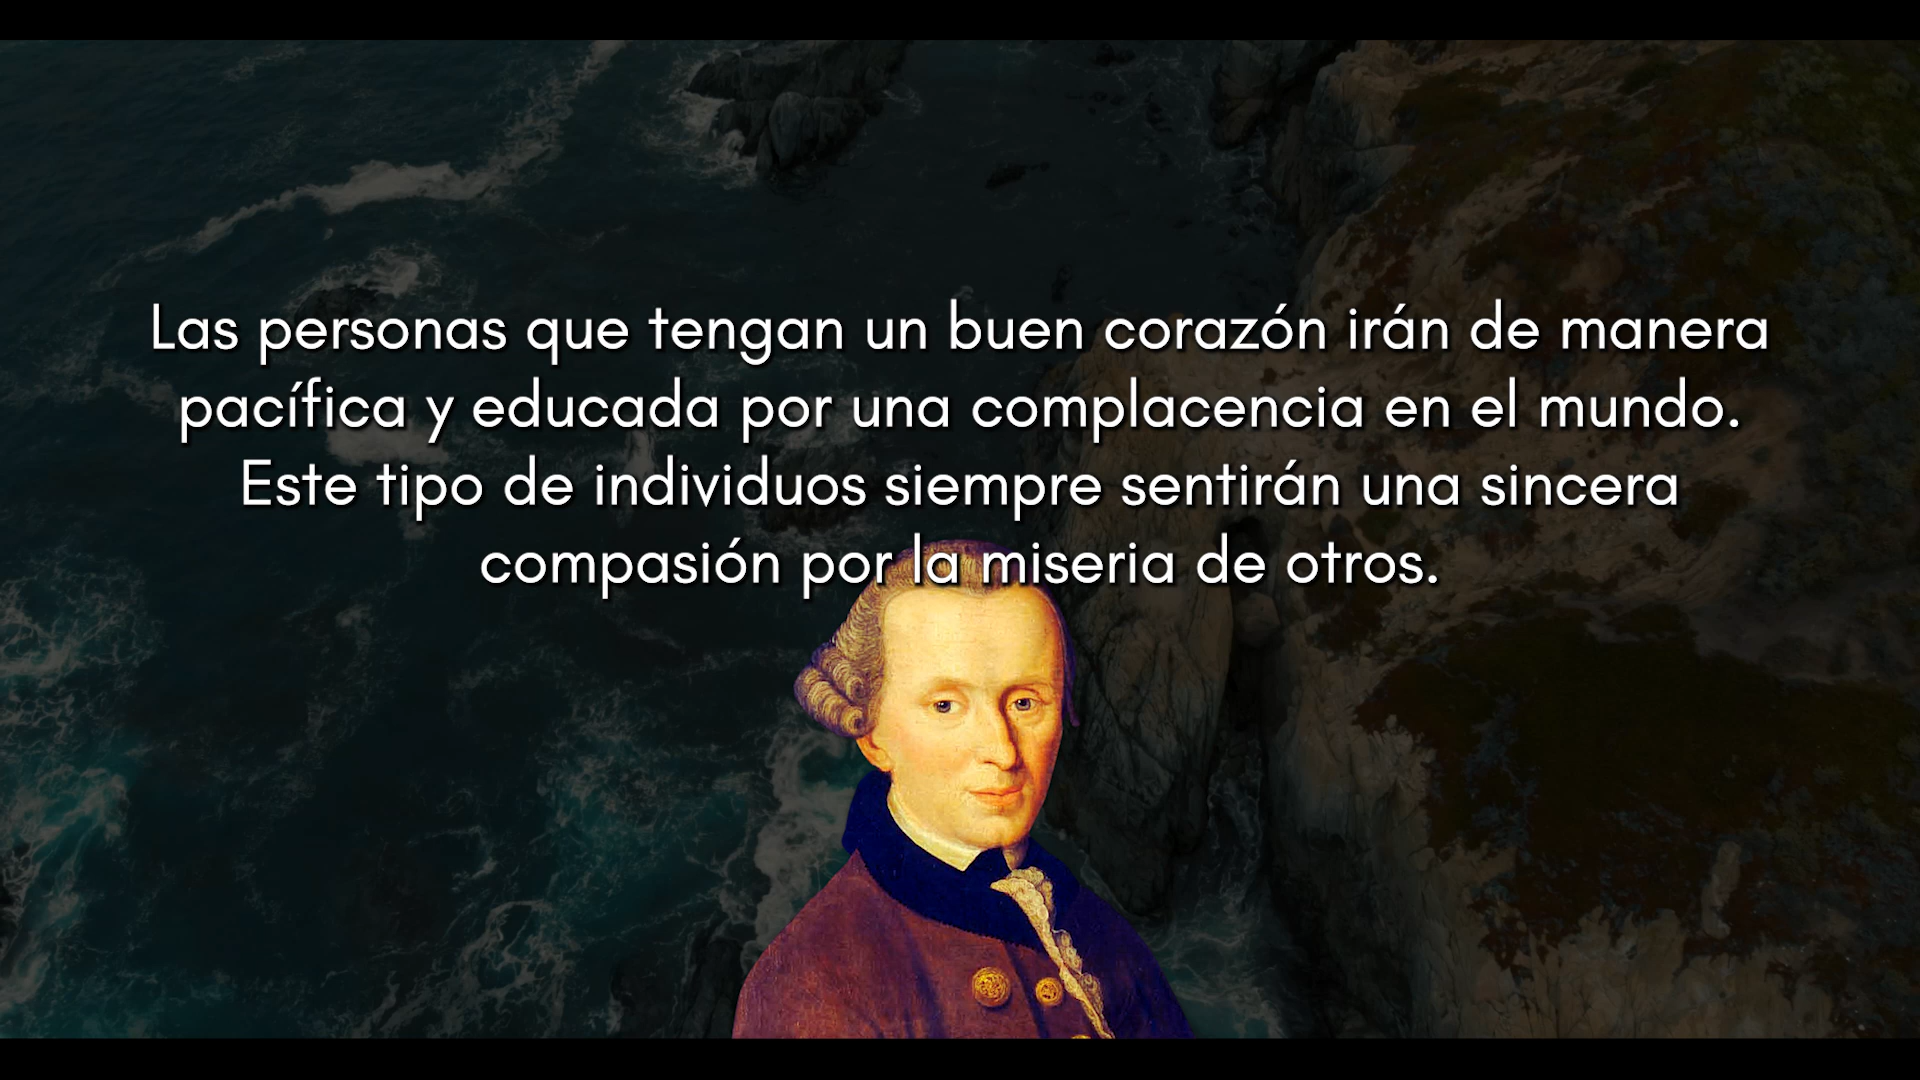 Las personas que tengan un buen corazón irán de manera
pacífica y educada por una complacencia en el mundo.
Este tipo de individuos siempre sentirán una sincera
compasión por la miseria de otros.